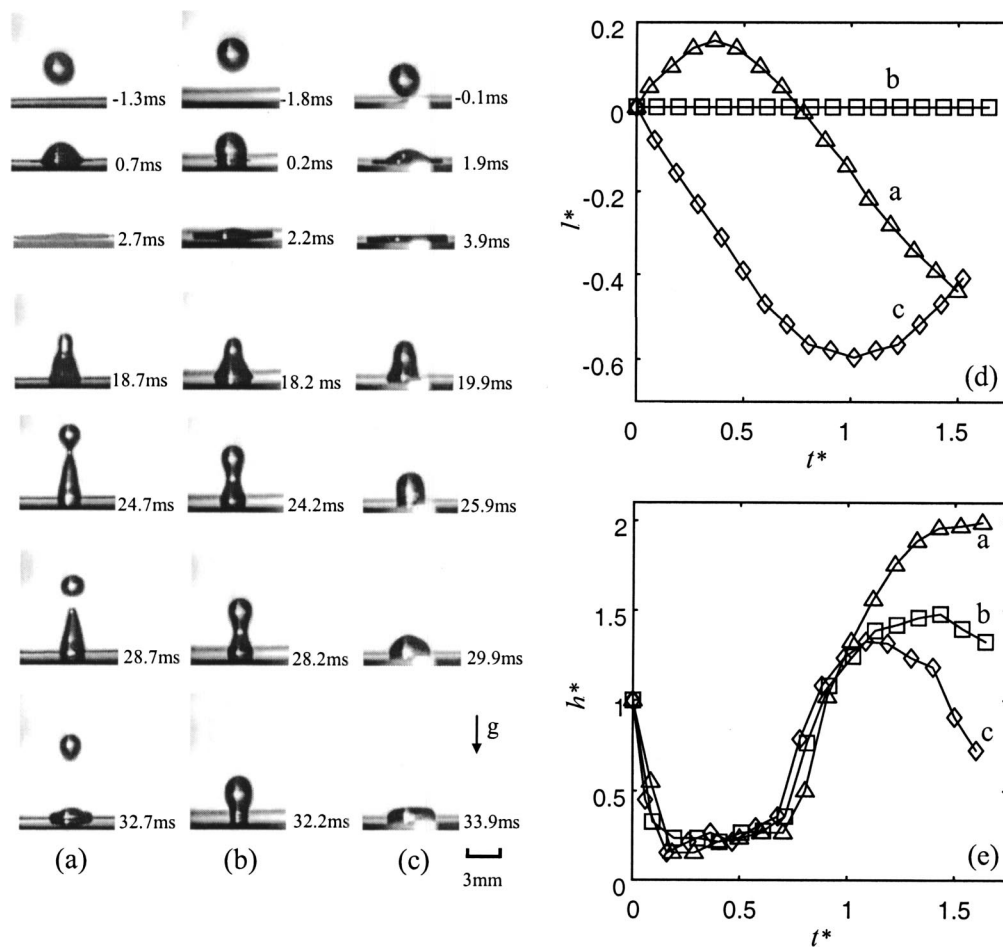 -1.3ms -1.8ms -0.1ms
0.7ms 0.2ms 1.9ms
2.7ms 2.2ms 3.9ms
18.7ms 18.2 ms 19.9ms
24.7ms 24.2ms 25.9ms
28.7ms 28.2ms 29.9ms
g
32.7ms 32.2ms 33.9ms
(a) (b) (c)
3mm
0.2
0
-0.2
-0.4
-0.6
l*
b
a
c
(d)
0 0.5 1 1.5
t*
2
1.5
1
0.5
0
h*
a
b
c
(e)
0 0.5 1 1.5
t*